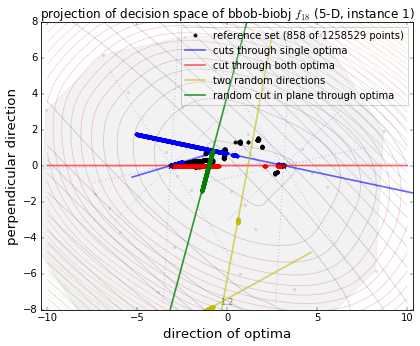 projection of decision space of bbob-biobj f18 (5-D, instance 1)
reference set (858 of 1258529 points)
cuts through single optima
cut through both optima
two random directions
random cut in plane through optima
perpendicular direction
8
6
4
2
0
−2
−4
−6
−8
1.2
−10 −5 0 5 10
direction of optima